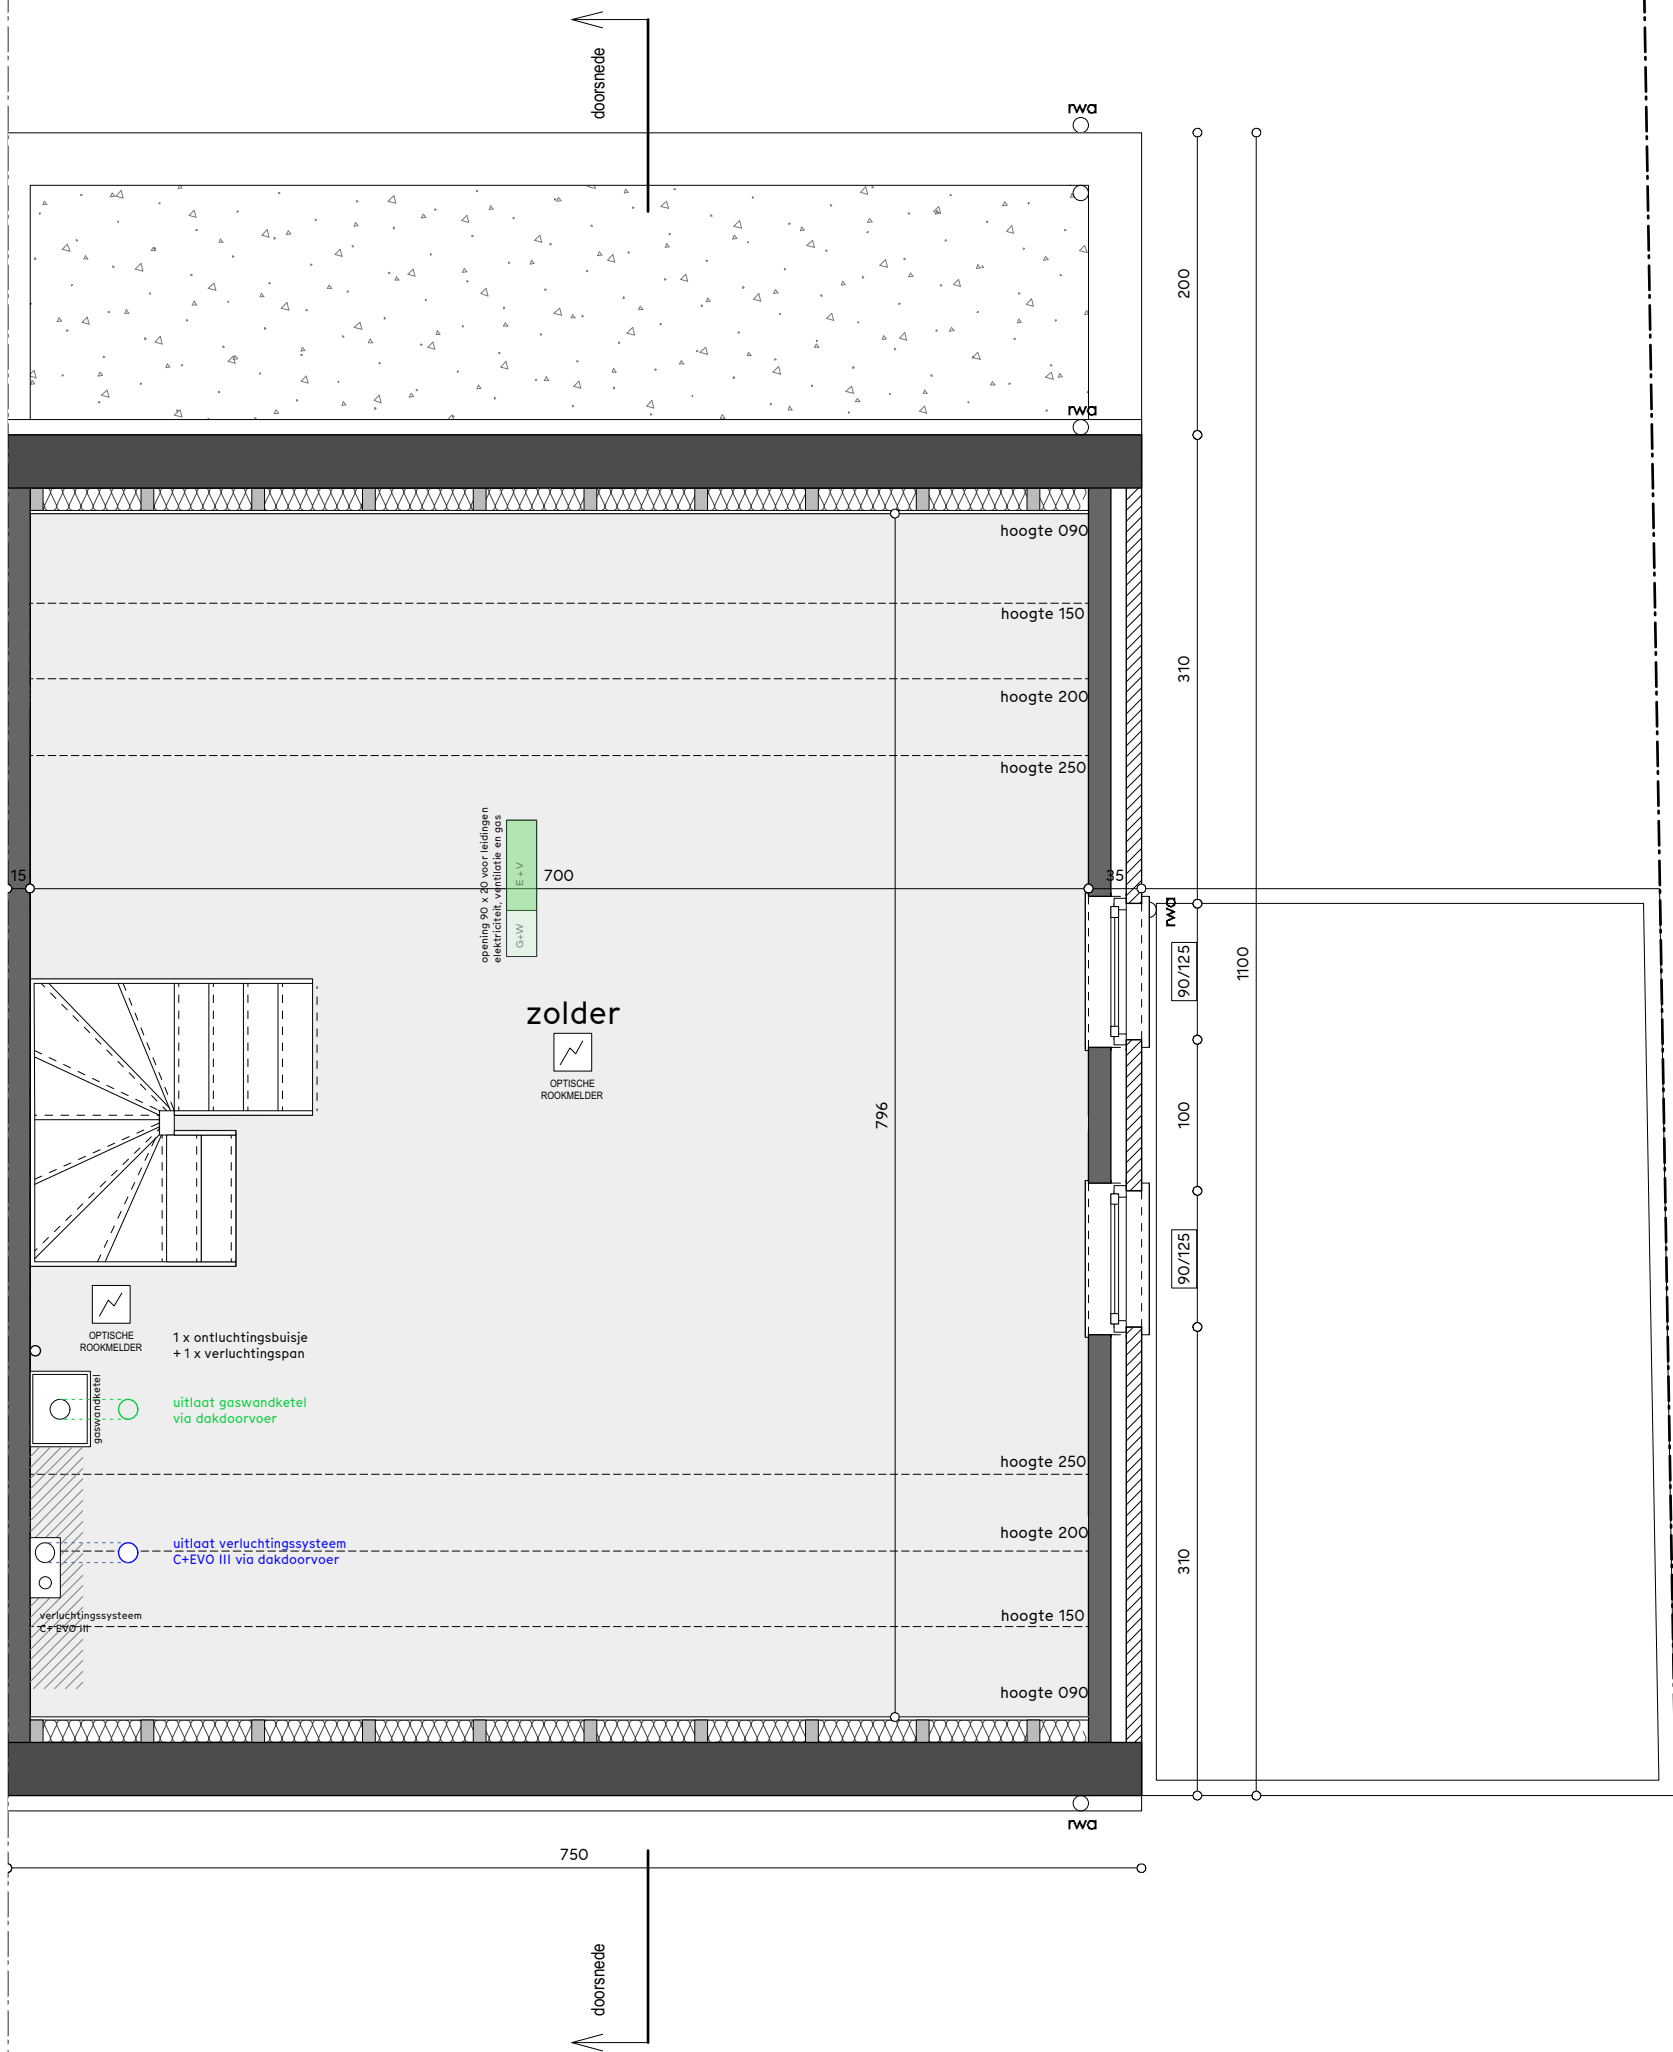 doorsnede
rwa
200
rwa
hoogte 090
hoogte 150
310
hoogte 200
hoogte 250
opening 90 x 20 voor leidingen
elektriciteit, ventilatie en gas
E + V
G+W
15
700
35
rwa
90/125
1100
zolder
OPTISCHE
ROOKMELDER
796
100
90/125
OPTISCHE
ROOKMELDER
1 x ontluchtingsbuisje
+ 1 x verluchtingspan
gaswandketel
uitlaat gaswandketel
via dakdoorvoer
hoogte 250
hoogte 200
uitlaat verluchtingssysteem
C+EVO III via dakdoorvoer
310
verluchtingssysteem
C+ EVO III
hoogte 150
hoogte 090
rwa
750
doorsnede